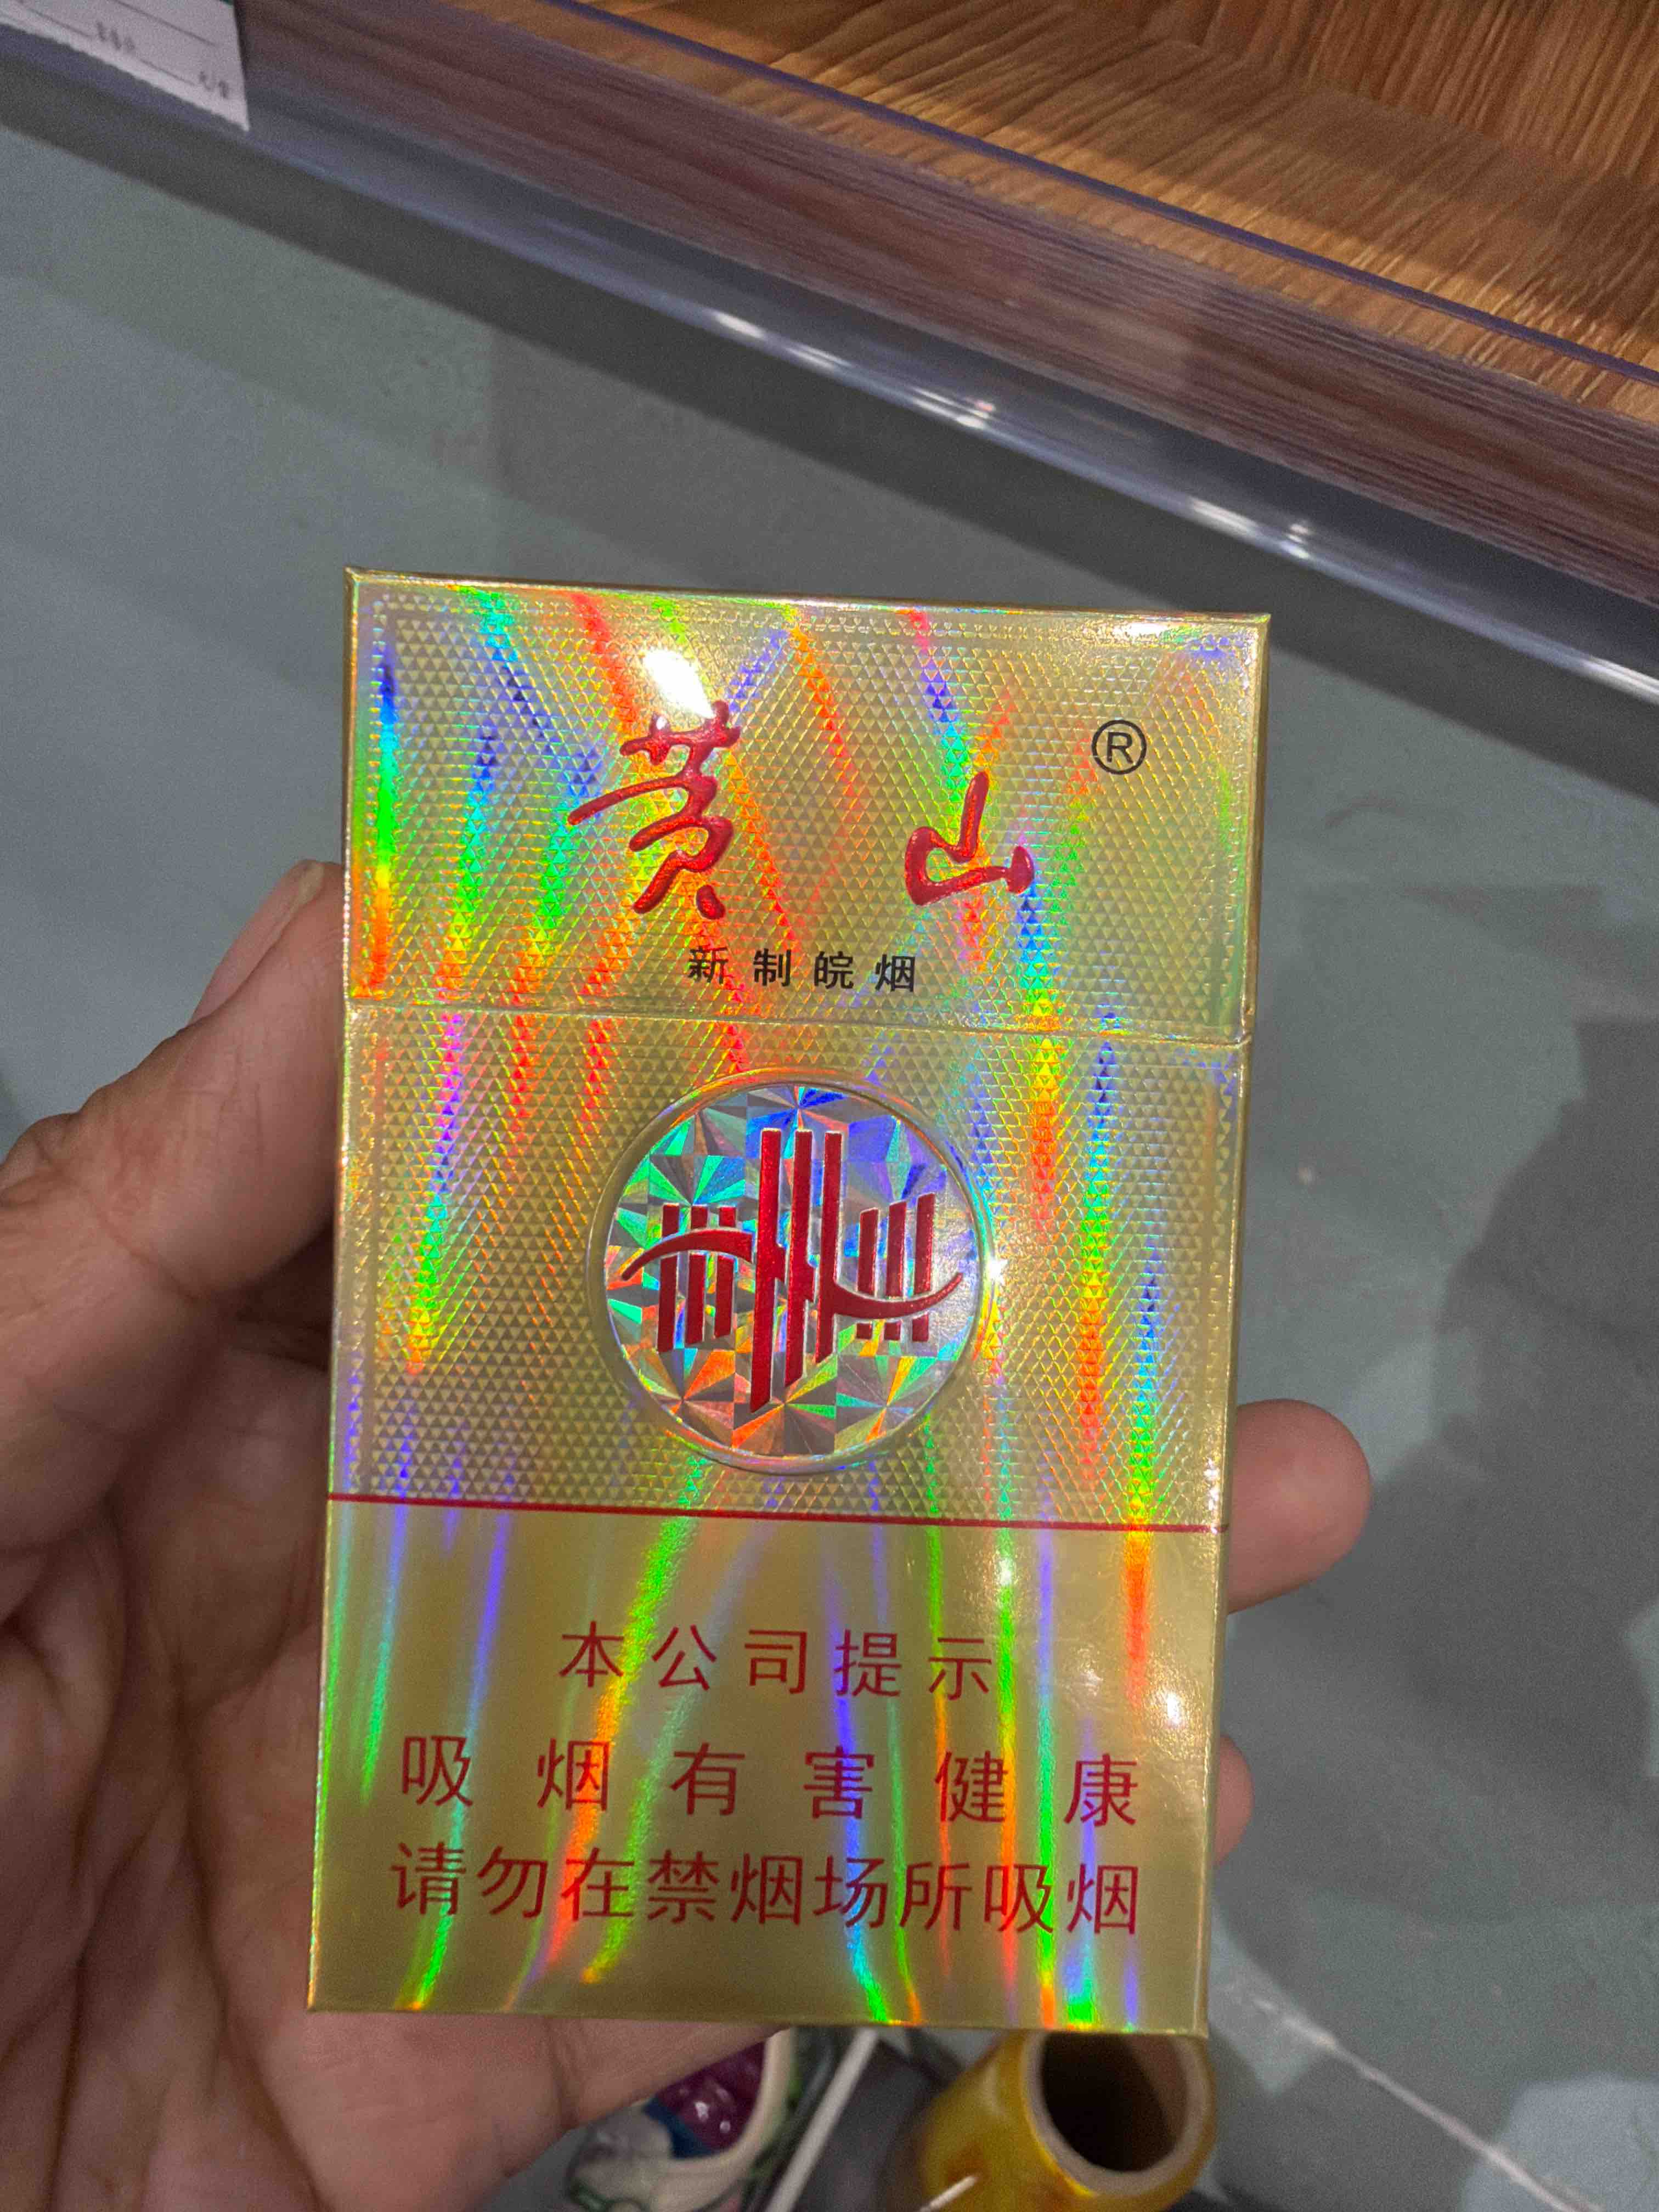 黄山®
新制皖烟
本公司提示
吸烟有害健康
请勿在禁烟场所吸烟